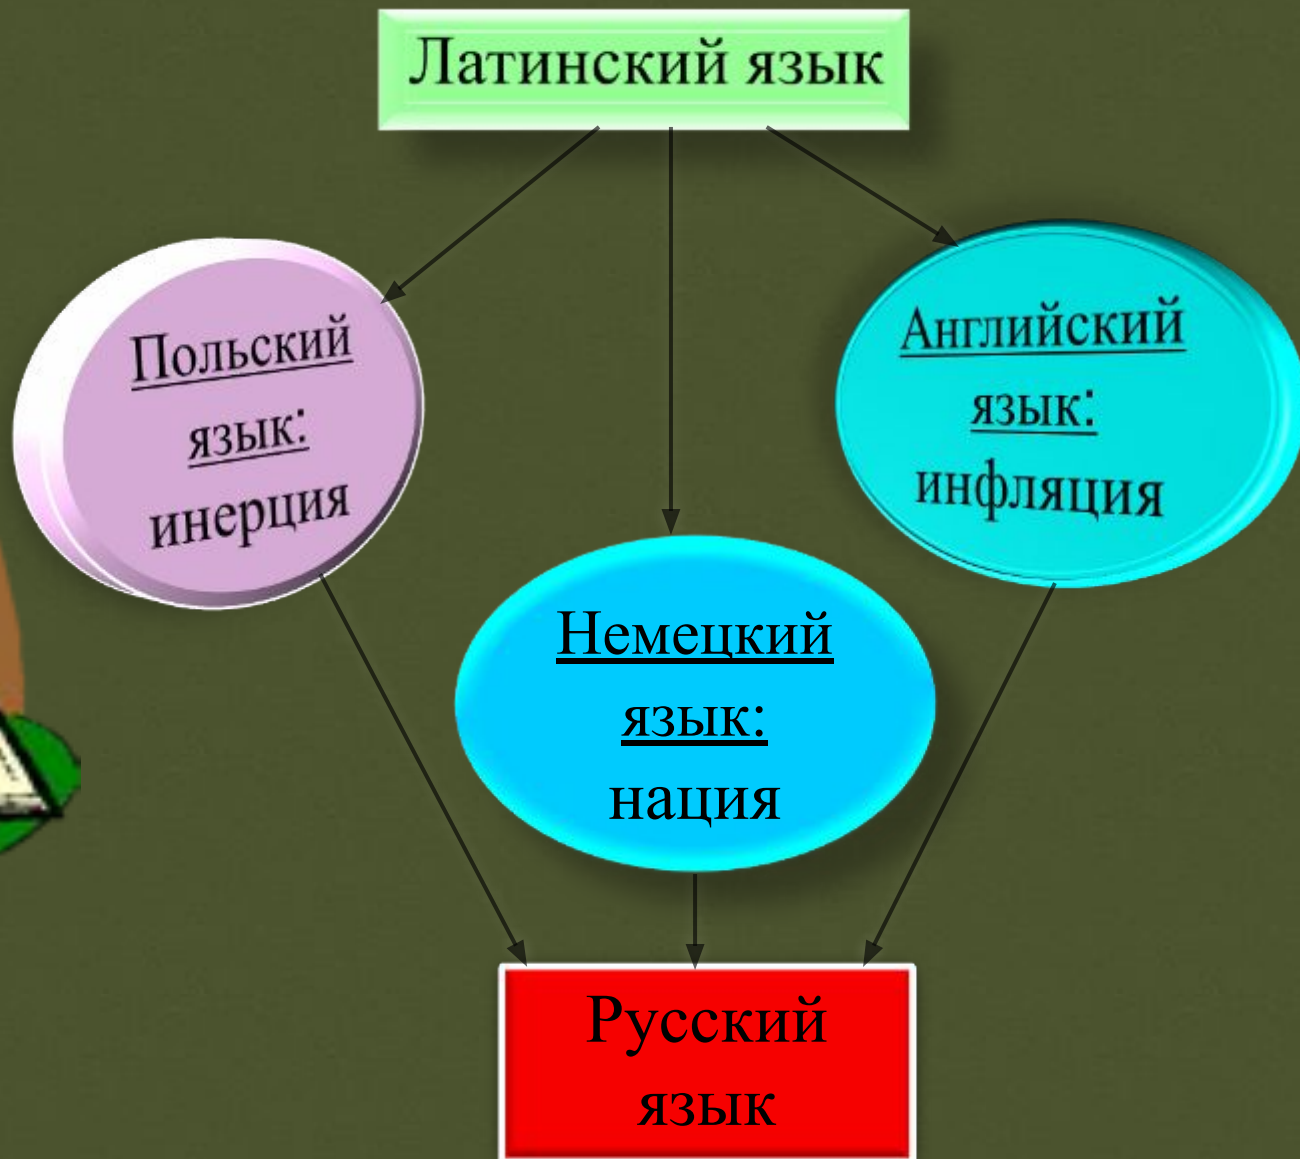 Латинский язык
Польский
язык:
инерция
Английский
язык:
инфляция
Немецкий
язык:
нация
Русский
язык